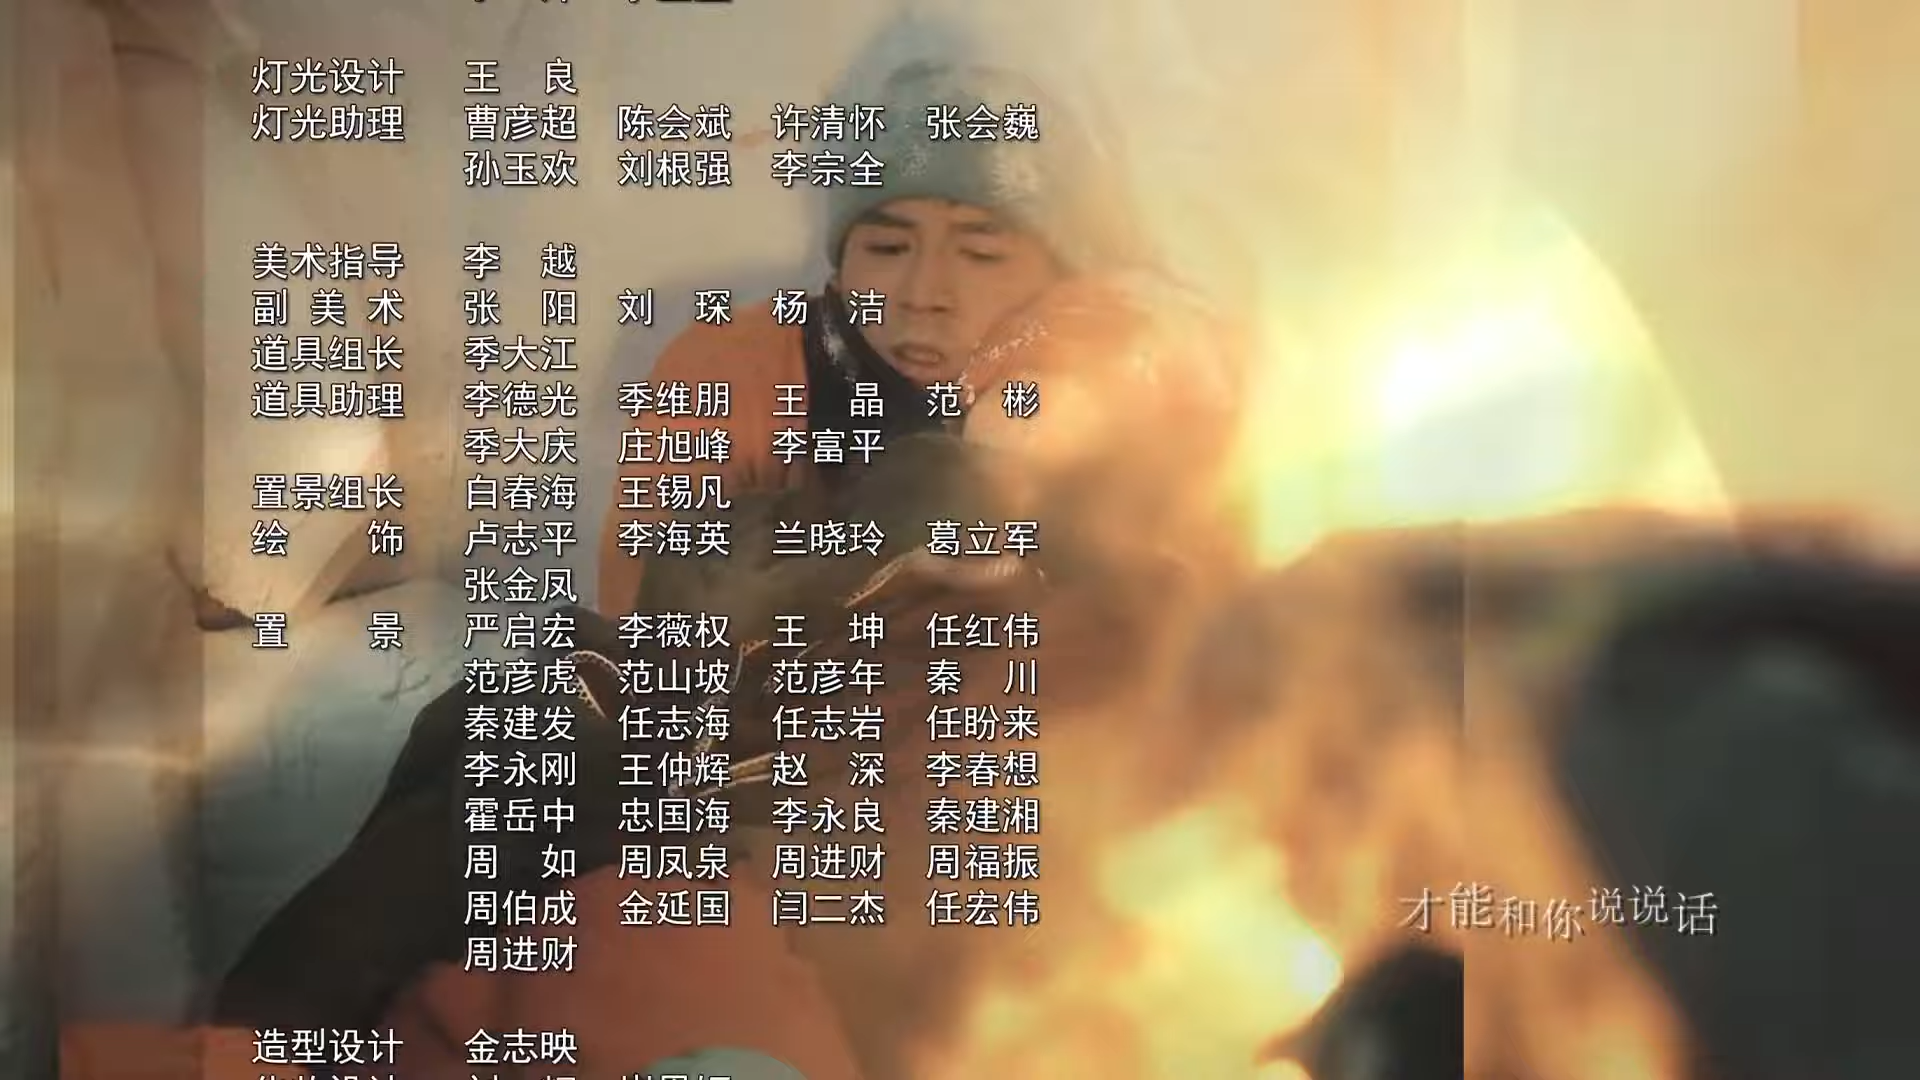 灯光设计 王 良
灯光助理 曹彦超 陈会斌 许清怀 张会巍
孙玉欢 刘根强 李宗全
美术指导 李 越
副美术 张 阳 刘 琛 杨 洁
道具组长 季大江
道具助理 李德光 季维朋 王 晶 范 彬
季大庆 庄旭峰 李富平
置景组长 白春海 王锡凡
绘 饰 卢志平 李海英 兰晓玲 葛立军
张金凤
置 景 严启宏 李薇权 王 坤 任红伟
范彦虎 范山坡 范彦年 秦 川
秦建发 任志海 任志岩 任盼来
李永刚 王仲辉 赵 深 李春想
霍岳中 忠国海 李永良 秦建湘
周 如 周凤泉 周进财 周福振
周伯成 金延国 闫二杰 任宏伟
周进财
才能和你说说话
造型设计 金志映